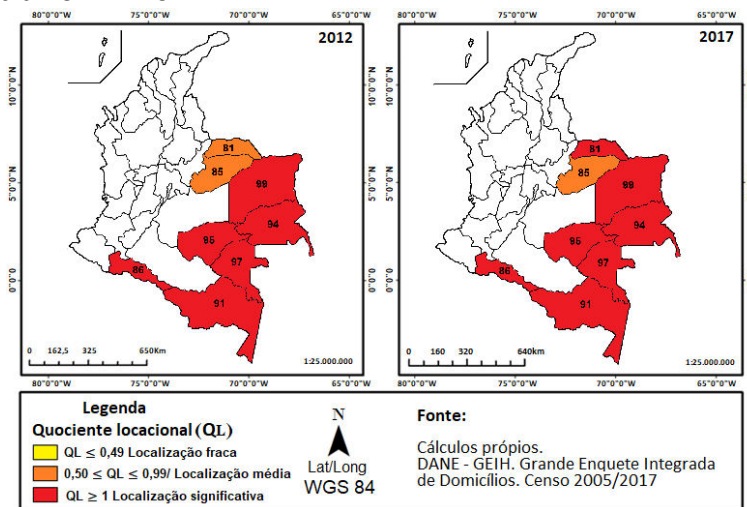 80°0'0"W 75°0'0"W 70°0'0"W 65°0'0"W
2012
10°0'0"N
5°0'0"N
0°0'0"
81
85
99
94
95
97
86
91
0 162,5 325 650Km
1:25.000.000
80°0'0"W 75°0'0"W 70°0'0"W 65°0'0"W
80°0'0"W 75°0'0"W 70°0'0"W 65°0'0"W
2017
10°0'0"N
5°0'0"N
0°0'0"
81
85
99
94
95
97
86
91
0 160 320 640km
1:25.000.000
80°0'0"W 75°0'0"W 70°0'0"W 65°0'0"W
Legenda
Quociente locacional (QL)
QL ≤ 0,49 Localização fraca
0,50 ≤ QL ≤ 0,99/ Localização média
QL ≥ 1 Localização significativa
N
Lat/Long
WGS 84
Fonte:
Cálculos própios.
DANE - GEIH. Grande Enquete Integrada
de Domicílios. Censo 2005/2017